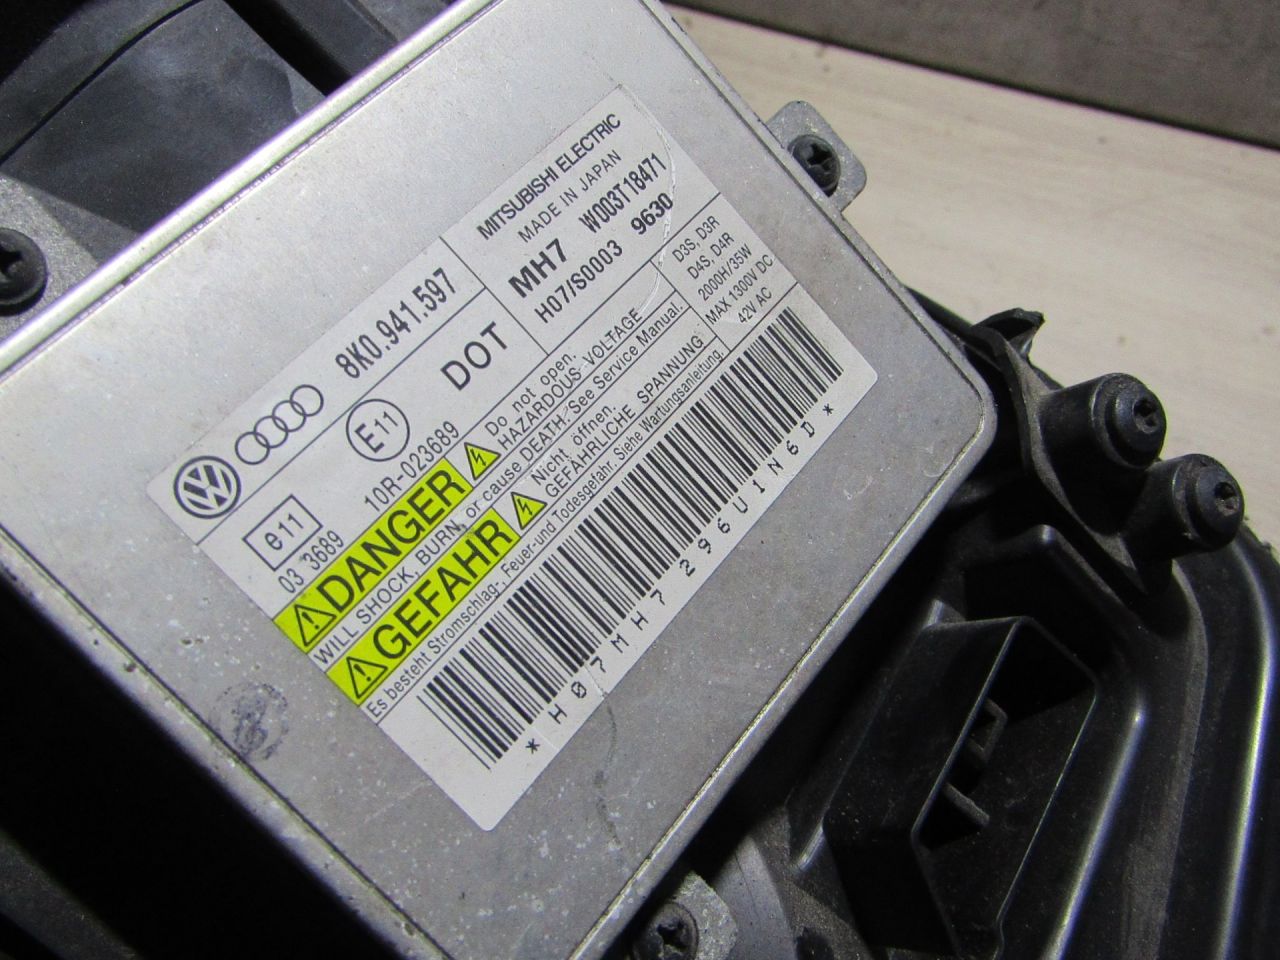 8K0.941.597
E11
DOT
e11
03 3689
10R-023689
MITSUBISHI ELECTRIC
MADE IN JAPAN
MH7 W003T18471
H07/S0003 9630
D3S, D3R
D4S, D4R
2000H/35W
MAX 1300V DC
42V AC
DANGER
Do not open.
HAZARDOUS VOLTAGE
WILL SHOCK, BURN, or cause DEATH. See Service Manual.
GEFAHR
Nicht öffnen.
GEFÄHRLICHE SPANNUNG
Es besteht Stromschlag-, Feuer-und Todesgefahr. Siehe Wartungsanleitung.
*H07MH7296U1N6D*